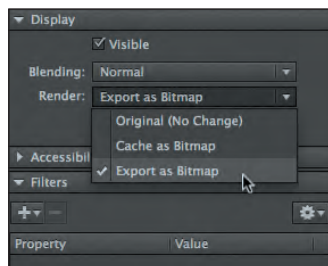 Display
Visible
Blending: Normal
Render: Export as Bitmap
Original (No Change)
Cache as Bitmap
Export as Bitmap
Filters
Property Value